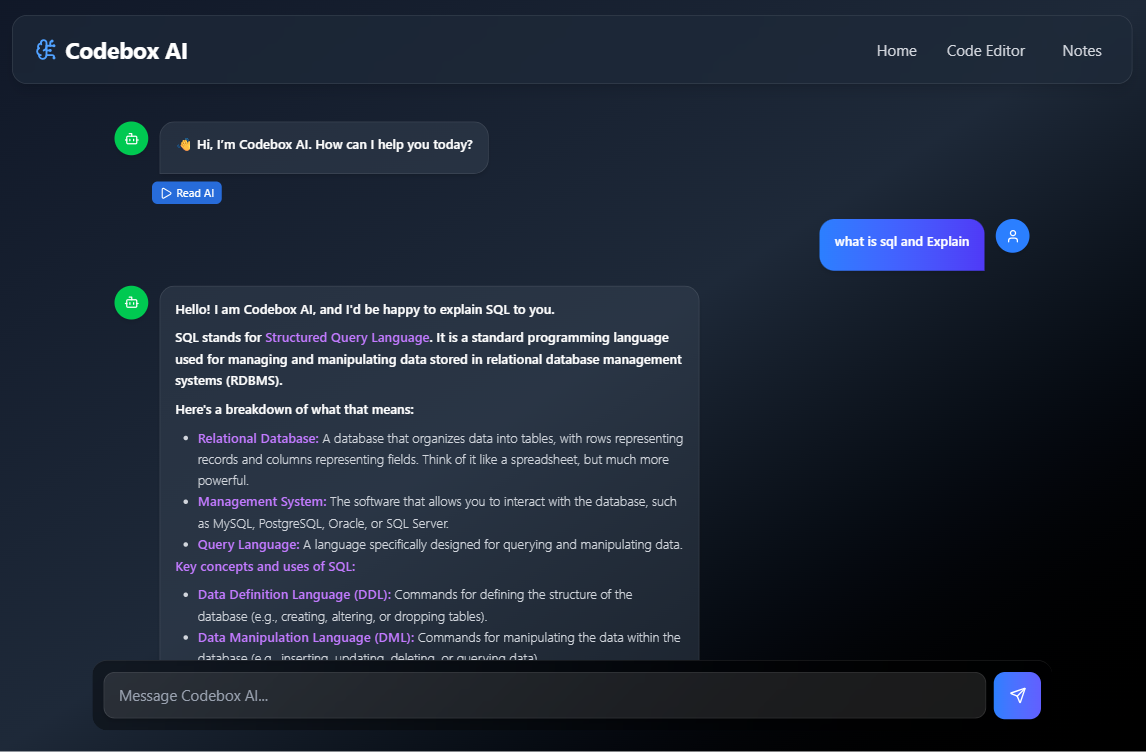 Codebox AI
Home Code Editor Notes
👋 Hi, I'm Codebox AI. How can I help you today?
Read AI
what is sql and Explain
Hello! I am Codebox AI, and I'd be happy to explain SQL to you.
SQL stands for Structured Query Language. It is a standard programming language
used for managing and manipulating data stored in relational database management
systems (RDBMS).
Here's a breakdown of what that means:
• Relational Database: A database that organizes data into tables, with rows representing
records and columns representing fields. Think of it like a spreadsheet, but much more
powerful.
• Management System: The software that allows you to interact with the database, such
as MySQL, PostgreSQL, Oracle, or SQL Server.
• Query Language: A language specifically designed for querying and manipulating data.
Key concepts and uses of SQL:
• Data Definition Language (DDL): Commands for defining the structure of the
database (e.g., creating, altering, or dropping tables).
• Data Manipulation Language (DML): Commands for manipulating the data within the
database (e.g., inserting, updating, deleting, or querying data).
Message Codebox AI...